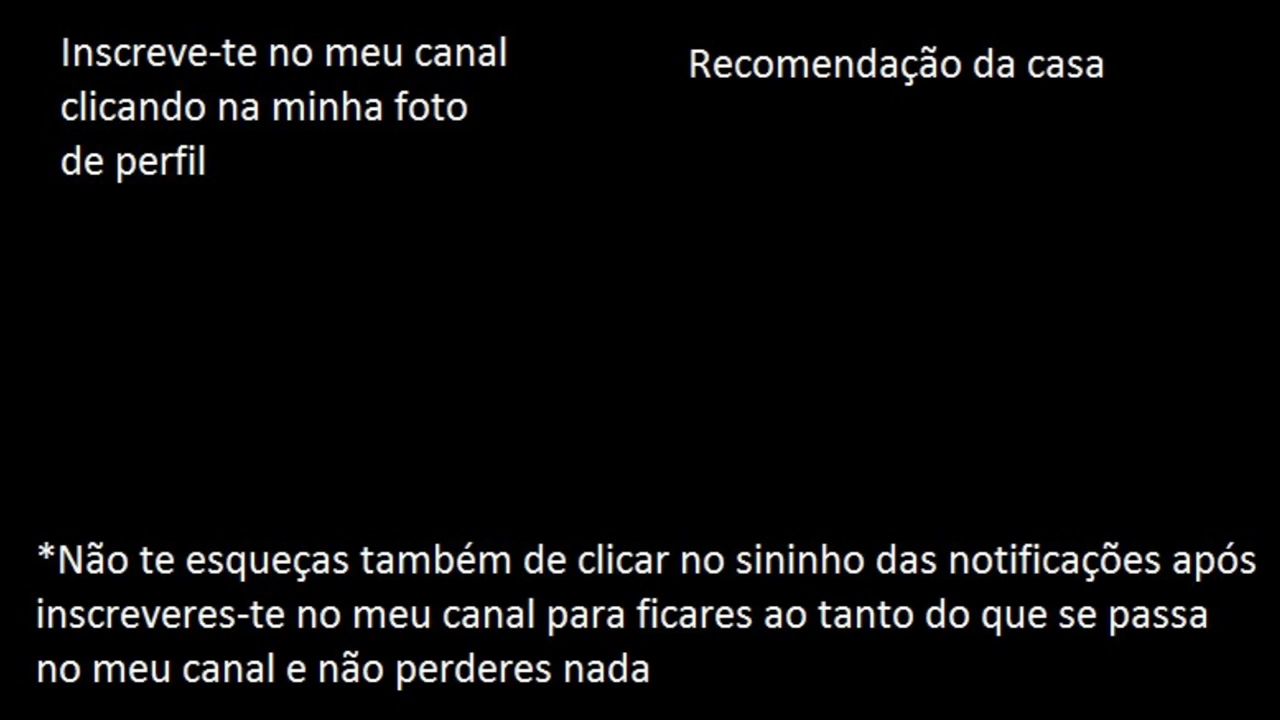 Inscreve-te no meu canal
clicando na minha foto
de perfil
Recomendação da casa
*Não te esqueças também de clicar no sininho das notificações após
inscreveres-te no meu canal para ficares ao tanto do que se passa
no meu canal e não perderes nada